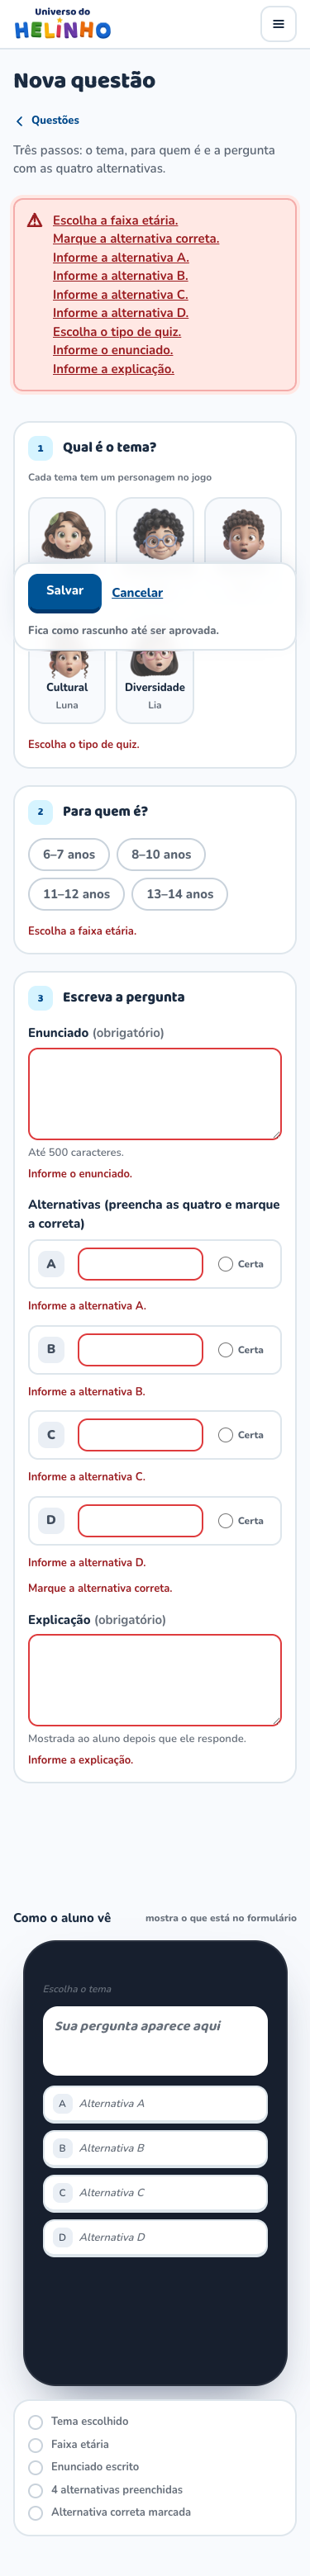 Universo do
HELINHO
Nova questão
Questões
Três passos: o tema, para quem é e a pergunta
com as quatro alternativas.
Escolha a faixa etária.
Marque a alternativa correta.
Informe a alternativa A.
Informe a alternativa B.
Informe a alternativa C.
Informe a alternativa D.
Escolha o tipo de quiz.
Informe o enunciado.
Informe a explicação.
1 Qual é o tema?
Cada tema tem um personagem no jogo
Salvar Cancelar
Fica como rascunho até ser aprovada.
Cultural Diversidade
Luna Lia
Escolha o tipo de quiz.
2 Para quem é?
6–7 anos 8–10 anos
11–12 anos 13–14 anos
Escolha a faixa etária.
3 Escreva a pergunta
Enunciado (obrigatório)
Até 500 caracteres.
Informe o enunciado.
Alternativas (preencha as quatro e marque
a correta)
A Certa
Informe a alternativa A.
B Certa
Informe a alternativa B.
C Certa
Informe a alternativa C.
D Certa
Informe a alternativa D.
Marque a alternativa correta.
Explicação (obrigatório)
Mostrada ao aluno depois que ele responde.
Informe a explicação.
Como o aluno vê mostra o que está no formulário
Escolha o tema
Sua pergunta aparece aqui
A Alternativa A
B Alternativa B
C Alternativa C
D Alternativa D
Tema escolhido
Faixa etária
Enunciado escrito
4 alternativas preenchidas
Alternativa correta marcada